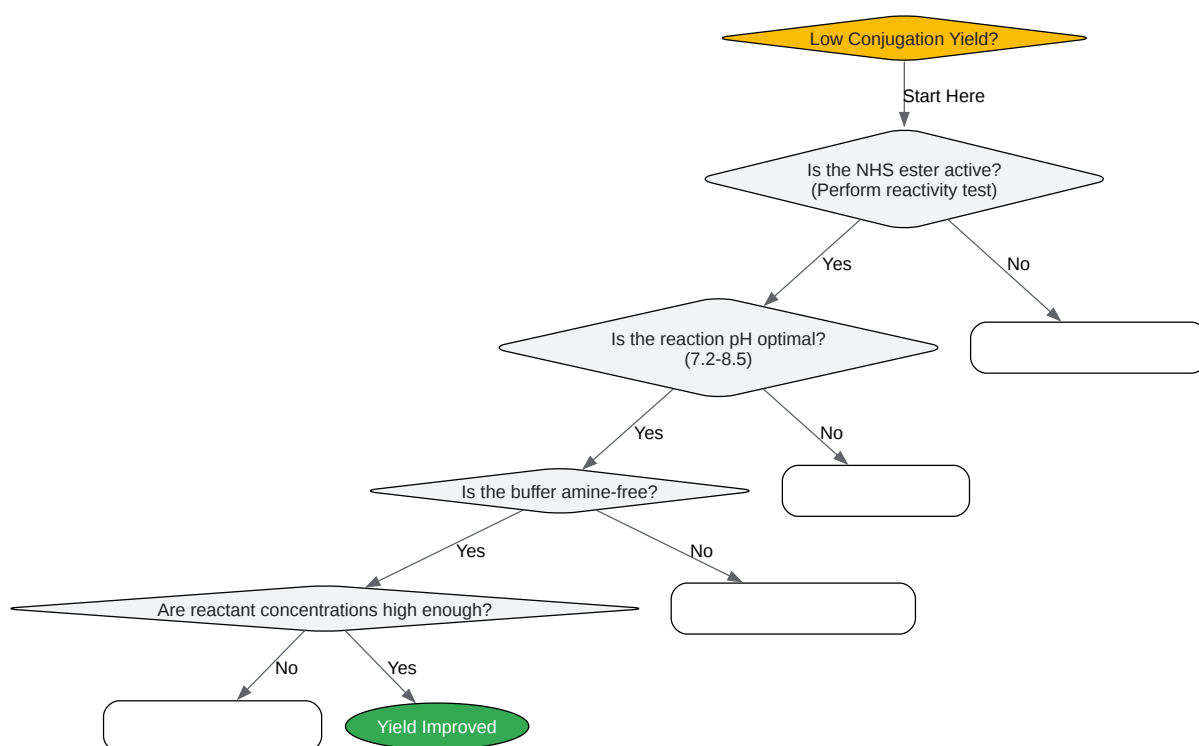 Low Conjugation Yield?
Start Here
Is the NHS ester active?
(Perform reactivity test)
Yes
No
Is the reaction pH optimal?
(7.2-8.5)
Yes
No
Is the buffer amine-free?
Yes
No
Are reactant concentrations high enough?
No
Yes
Yield Improved